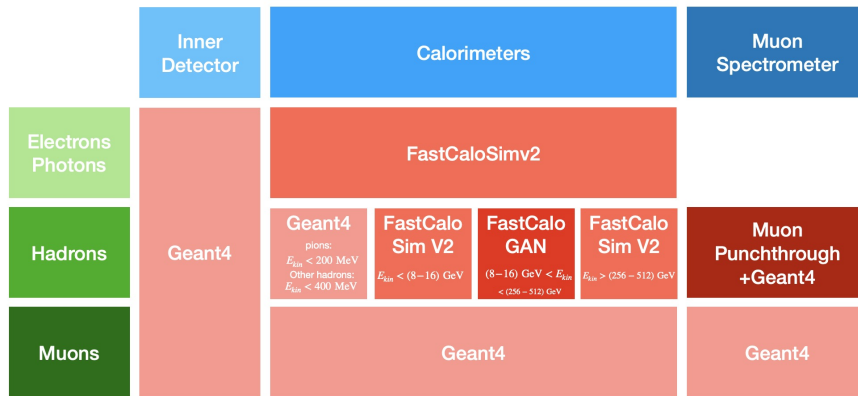 Inner
Detector
Calorimeters
Muon
Spectrometer
Electrons
Photons
FastCaloSimv2
Hadrons
Geant4
Geant4
pions:
E_kin < 200 MeV
Other hadrons:
E_kin < 400 MeV
FastCalo
Sim V2
E_kin < (8−16) GeV
FastCalo
GAN
(8−16) GeV < E_kin
< (256 − 512) GeV
FastCalo
Sim V2
E_kin > (256 − 512) GeV
Muon
Punchthrough
+Geant4
Muons
Geant4
Geant4